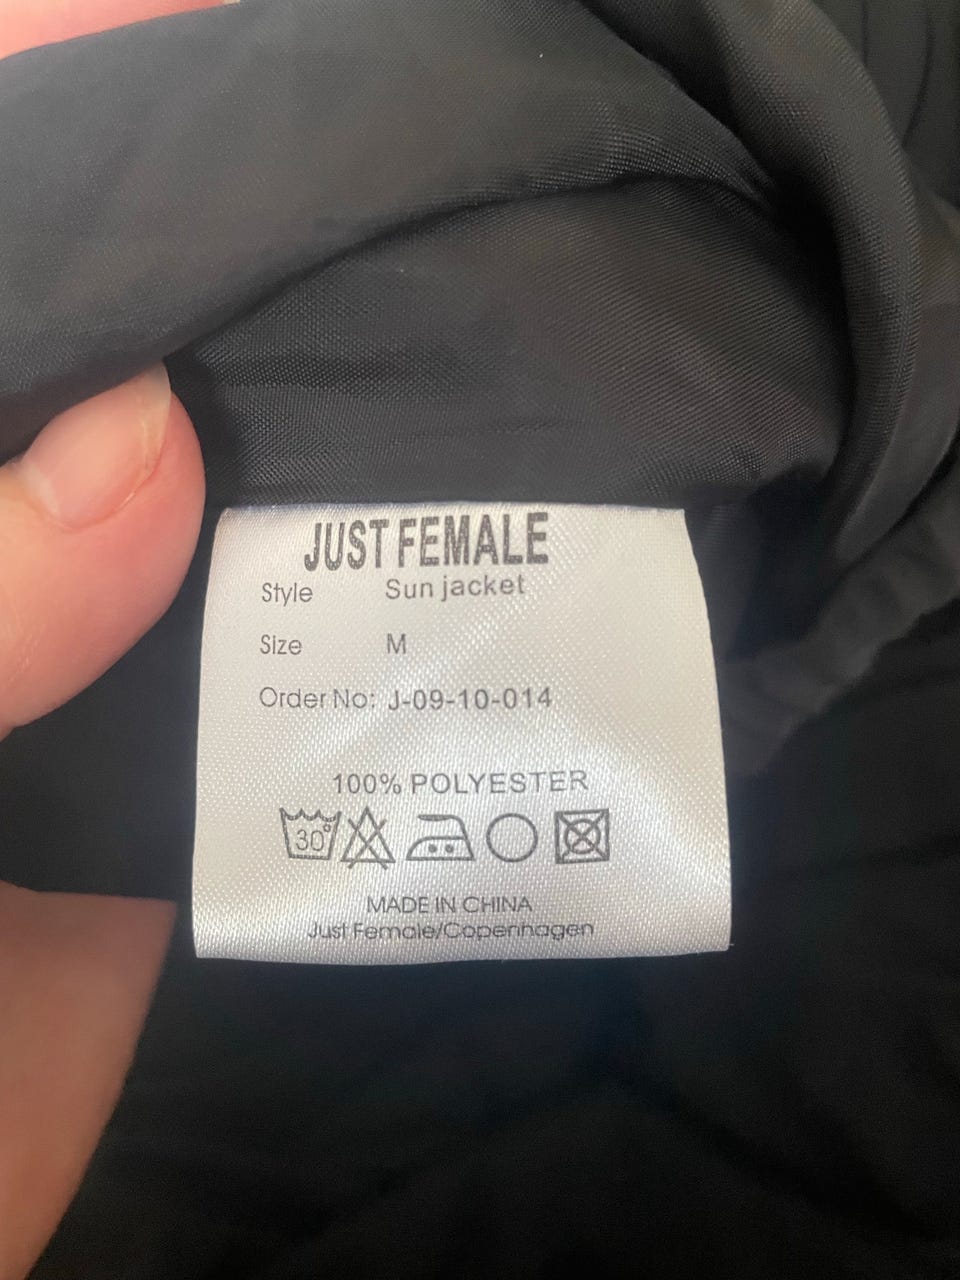 JUST FEMALE
Style Sun jacket
Size M
Order No: J-09-10-014
100% POLYESTER
30°
MADE IN CHINA
Just Female/Copenhagen